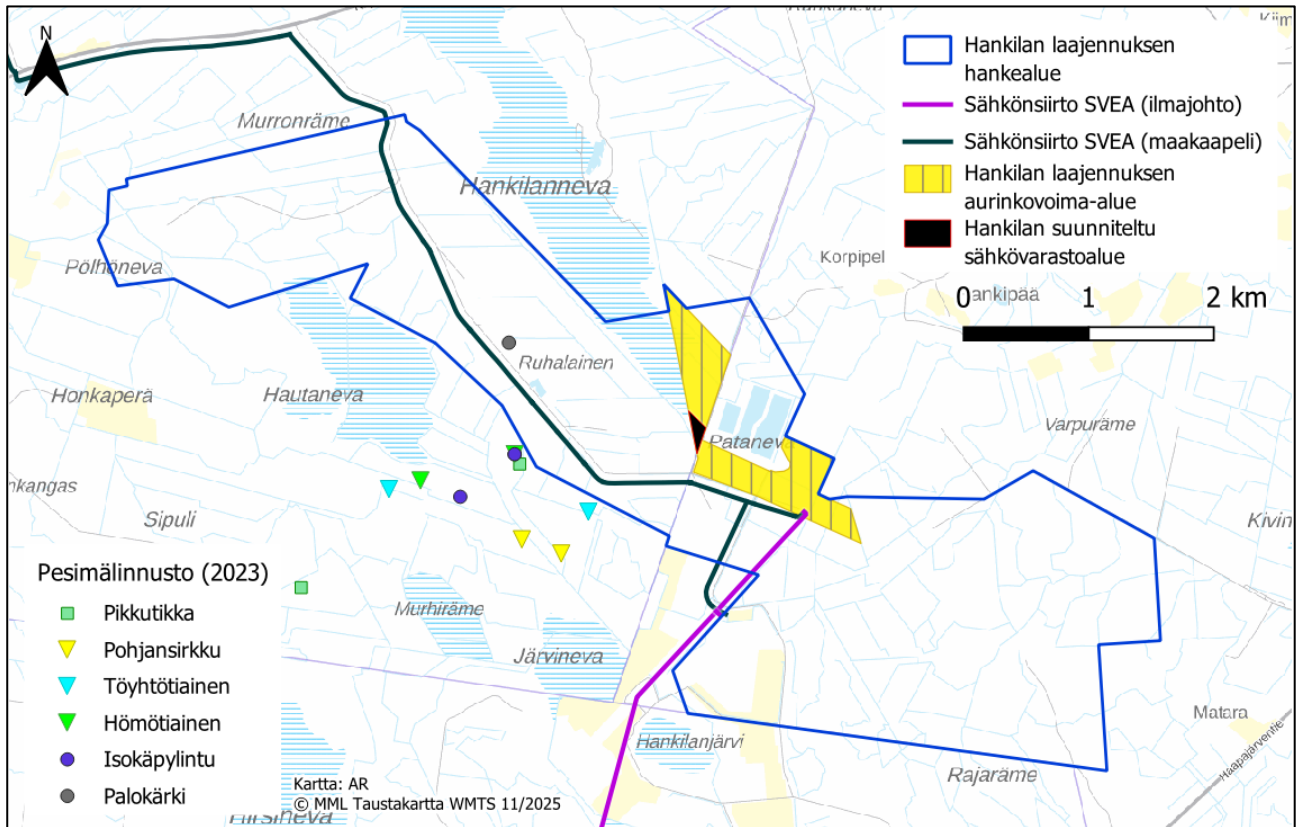 N
Murronräme
Hankilanneva
Pölhöneva
Korpipel
ankipää
Ruhalainen
Honkaperä
Hautaneva
Varpuräme
Patanev
nkangas
Sipuli
Kivin
Murhiräme
Järvineva
Matara
Hankilanjärvi
Rajaräme
Haapajärventie
Hirsineva
Hankilan laajennuksen
hankealue
Sähkönsiirto SVEA (ilmajohto)
Sähkönsiirto SVEA (maakaapeli)
Hankilan laajennuksen
aurinkovoima-alue
Hankilan suunniteltu
sähkövarastoalue
0 1 2 km
Pesimälinnusto (2023)
Pikkutikka
Pohjansirkku
Töyhtötiainen
Hömötiainen
Isokäpylintu
Palokärki
Kartta: AR
© MML Taustakartta WMTS 11/2025